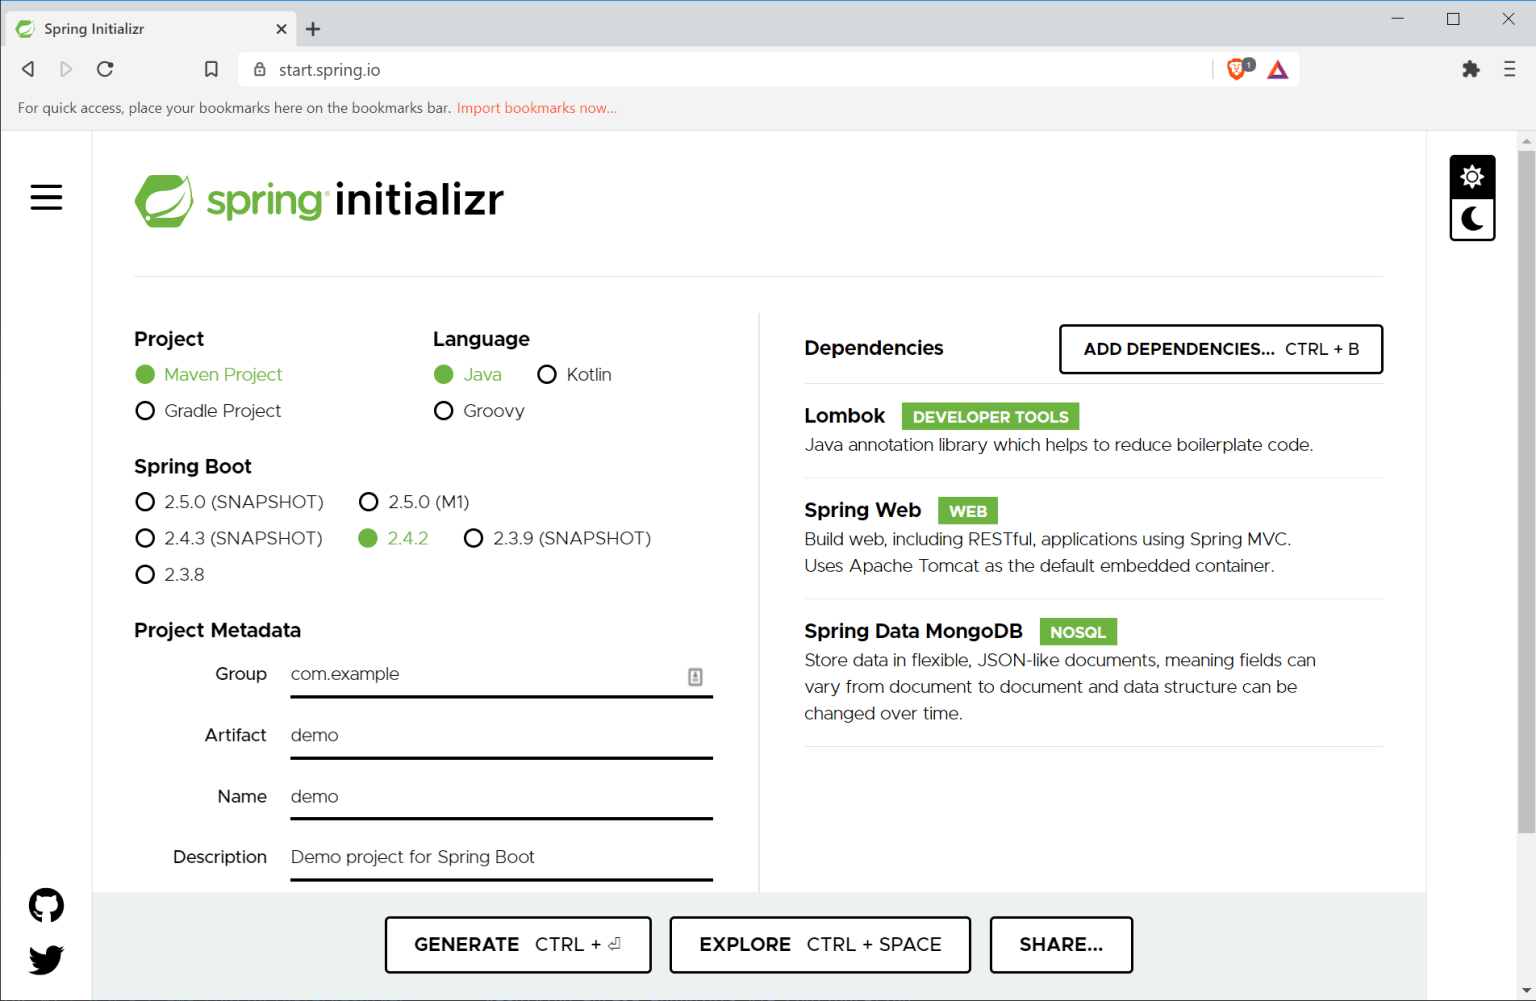 Spring Initializr
start.spring.io
1
For quick access, place your bookmarks here on the bookmarks bar. Import bookmarks now...
spring initializr
Project
Maven Project
Gradle Project
Language
Java Kotlin
Groovy
Spring Boot
2.5.0 (SNAPSHOT) 2.5.0 (M1)
2.4.3 (SNAPSHOT) 2.4.2 2.3.9 (SNAPSHOT)
2.3.8
Project Metadata
Group com.example
Artifact demo
Name demo
Description Demo project for Spring Boot
Dependencies
ADD DEPENDENCIES... CTRL + B
Lombok DEVELOPER TOOLS
Java annotation library which helps to reduce boilerplate code.
Spring Web WEB
Build web, including RESTful, applications using Spring MVC.
Uses Apache Tomcat as the default embedded container.
Spring Data MongoDB NOSQL
Store data in flexible, JSON-like documents, meaning fields can
vary from document to document and data structure can be
changed over time.
GENERATE CTRL + ⏎
EXPLORE CTRL + SPACE
SHARE...